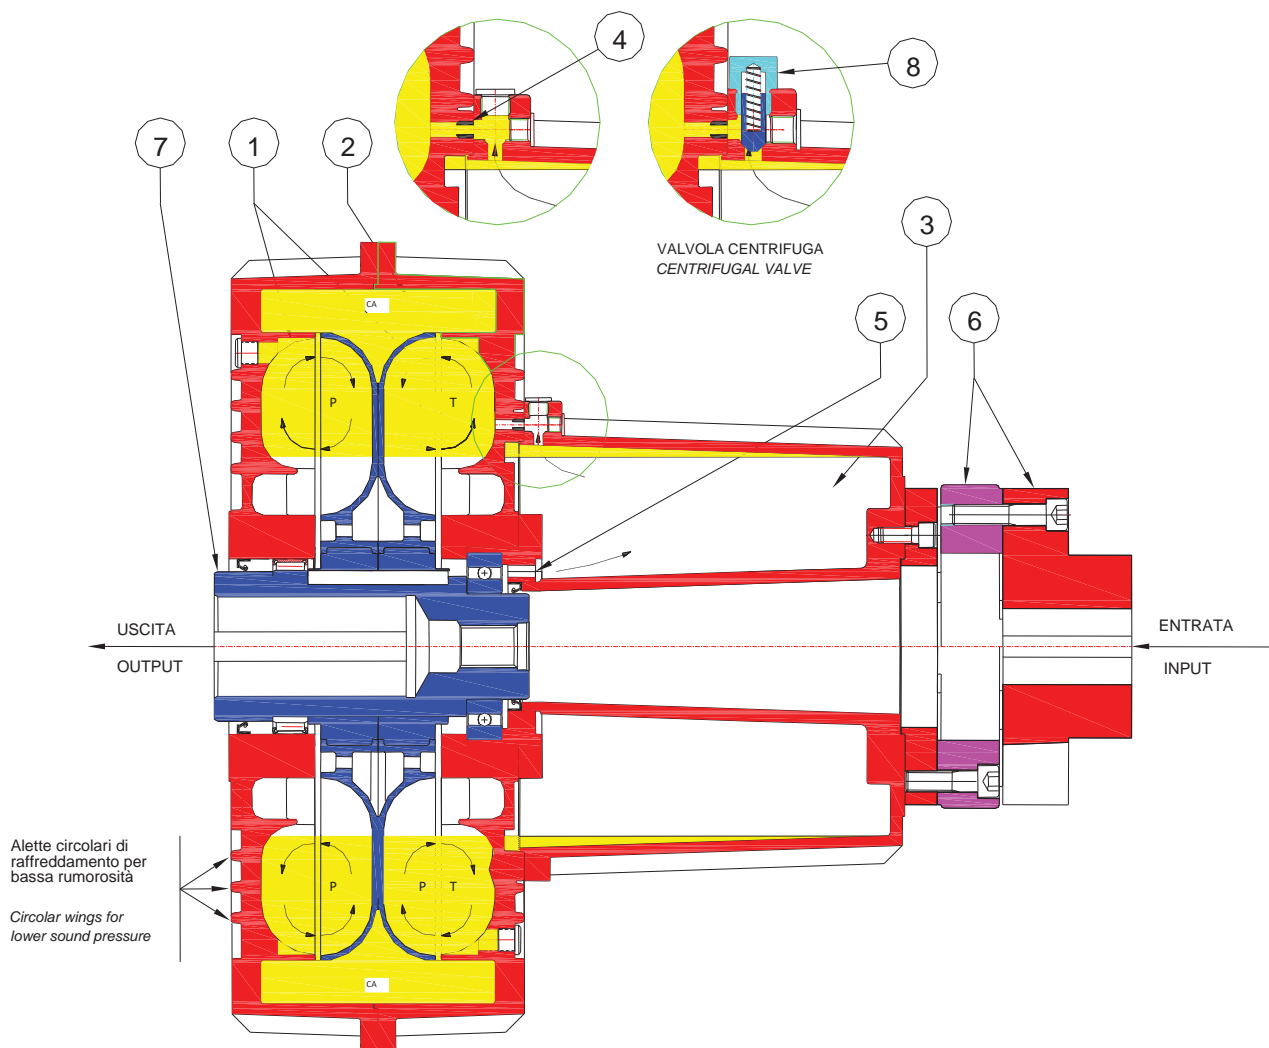 4
8
7
1
2
VALVOLA CENTRIFUGA
CENTRIFUGAL VALVE
3
5
6
CA
P
T
USCITA
OUTPUT
ENTRATA
INPUT
Alette circolari di
raffreddamento per
bassa rumorosità
Circolar wings for
lower sound pressure
P
P
T
CA